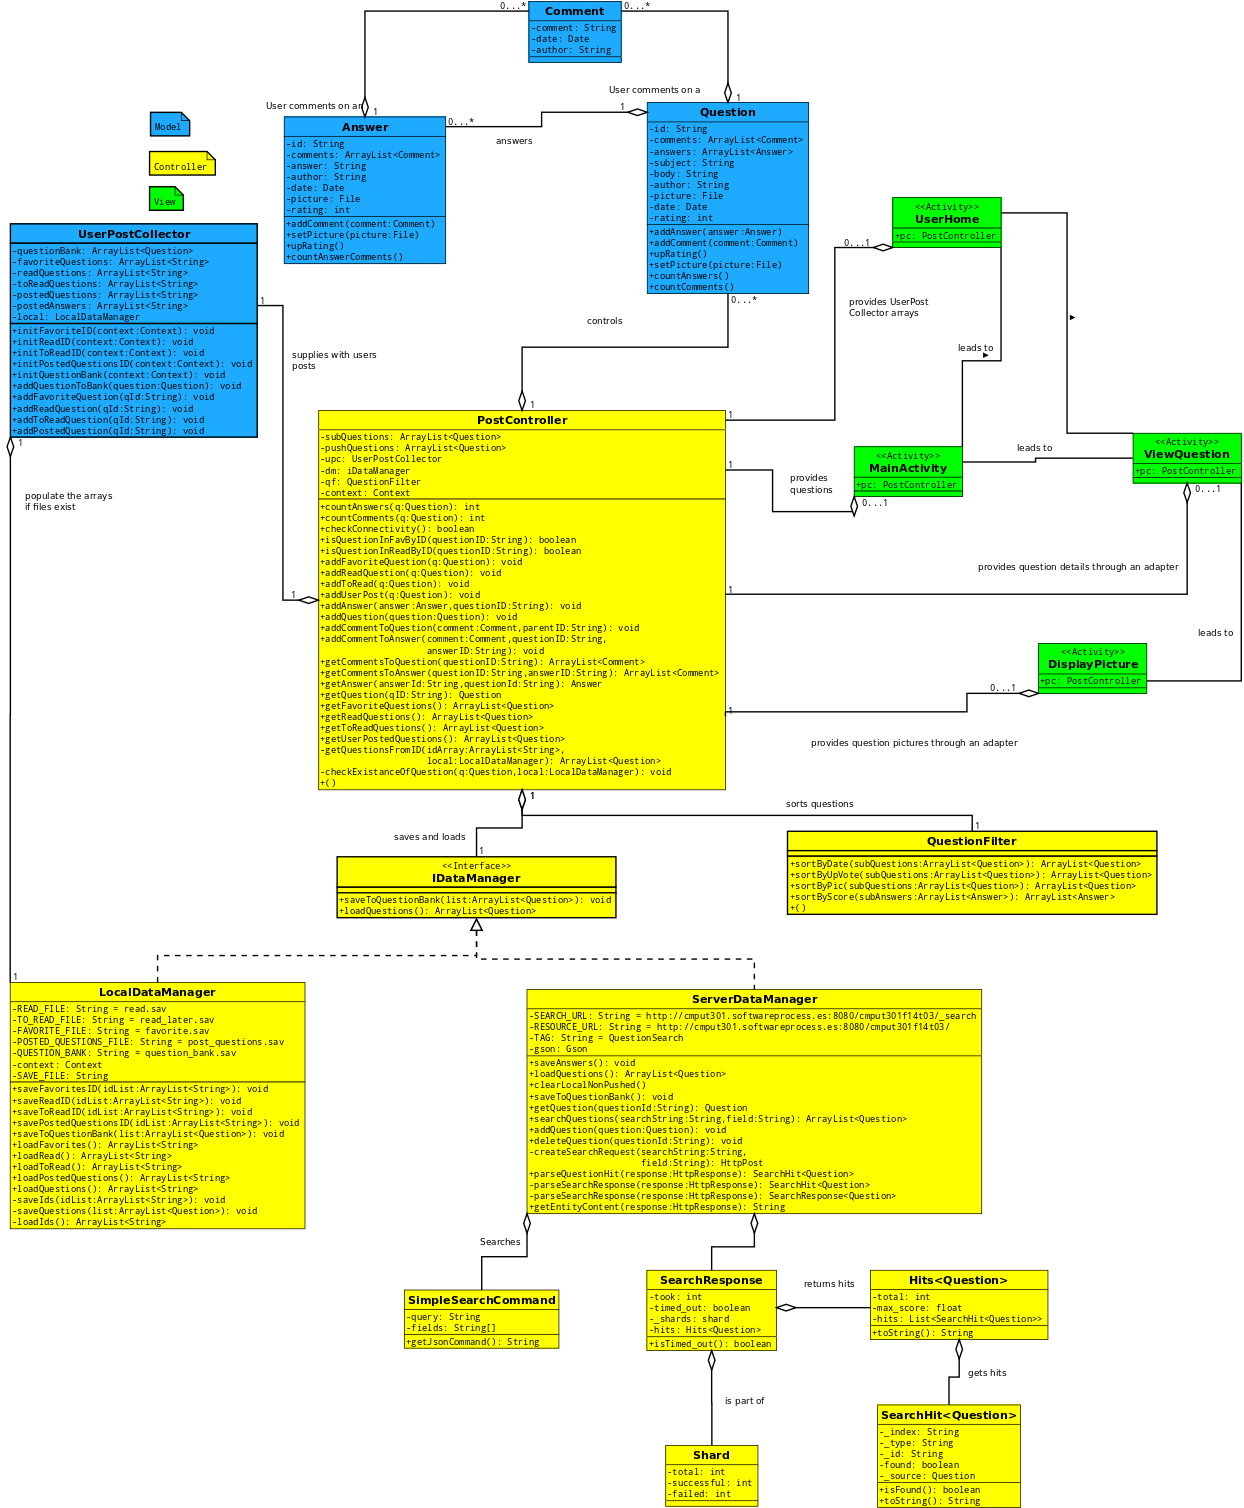 0...*
Comment
0...*
-comment: String
-date: Date
-author: String
User comments on an
1
User comments on a
1
Model
Controller
View
Answer
-id: String
-comments: ArrayList<Comment>
-answer: String
-author: String
-date: Date
-picture: File
-rating: int
+addComment(comment:Comment)
+setPicture(picture:File)
+upRating()
+countAnswerComments()
0...*
answers
1
Question
-id: String
-comments: ArrayList<Comment>
-answers: ArrayList<Answer>
-subject: String
-body: String
-author: String
-picture: File
-date: Date
-rating: int
+addAnswer(answer:Answer)
+addComment(comment:Comment)
+upRating()
+setPicture(picture:File)
+countAnswers()
+countComments()
0...*
UserPostCollector
-questionBank: ArrayList<Question>
-favoriteQuestions: ArrayList<String>
-readQuestions: ArrayList<String>
-toReadQuestions: ArrayList<String>
-postedQuestions: ArrayList<String>
-postedAnswers: ArrayList<String>
-local: LocalDataManager
+initFavoriteID(context:Context): void
+initReadID(context:Context): void
+initToReadID(context:Context): void
+initPostedQuestionsID(context:Context): void
+initQuestionBank(context:Context): void
+addQuestionToBank(question:Question): void
+addFavoriteQuestion(qId:String): void
+addReadQuestion(qId:String): void
+addToReadQuestion(qId:String): void
+addPostedQuestion(qId:String): void
1
supplies with users
posts
1
1
populate the arrays
if files exist
controls
1
<<Activity>>
UserHome
+pc: PostController
0...1
provides UserPost
Collector arrays
1
leads to
<<Activity>>
MainActivity
+pc: PostController
0...1
provides
questions
1
leads to
<<Activity>>
ViewQuestion
+pc: PostController
0...1
provides question details through an adapter
1
leads to
<<Activity>>
DisplayPicture
+pc: PostController
0...1
provides question pictures through an adapter
1
PostController
-subQuestions: ArrayList<Question>
-pushQuestions: ArrayList<Question>
-upc: UserPostCollector
-dm: iDataManager
-qf: QuestionFilter
-context: Context
+countAnswers(q:Question): int
+countComments(q:Question): int
+checkConnectivity(): boolean
+isQuestionInFavByID(questionID:String): boolean
+isQuestionInReadByID(questionID:String): boolean
+addFavoriteQuestion(q:Question): void
+addReadQuestion(q:Question): void
+addToRead(q:Question): void
+addUserPost(q:Question): void
+addAnswer(answer:Answer,questionID:String): void
+addQuestion(question:Question): void
+addCommentToQuestion(comment:Comment,parentID:String): void
+addCommentToAnswer(comment:Comment,questionID:String,
answerID:String): void
+getCommentsToQuestion(questionID:String): ArrayList<Comment>
+getCommentsToAnswer(questionID:String,answerID:String): ArrayList<Comment>
+getAnswer(answerId:String,questionId:String): Answer
+getQuestion(qID:String): Question
+getFavoriteQuestions(): ArrayList<Question>
+getReadQuestions(): ArrayList<Question>
+getToReadQuestions(): ArrayList<Question>
+getUserPostedQuestions(): ArrayList<Question>
-getQuestionsFromID(idArray:ArrayList<String>,
local:LocalDataManager): ArrayList<Question>
-checkExistanceOfQuestion(q:Question,local:LocalDataManager): void
+()
1
saves and loads
1
sorts questions
1
<<Interface>>
IDataManager
+saveToQuestionBank(list:ArrayList<Question>): void
+loadQuestions(): ArrayList<Question>
QuestionFilter
+sortByDate(subQuestions:ArrayList<Question>): ArrayList<Question>
+sortByUpVote(subQuestions:ArrayList<Question>): ArrayList<Question>
+sortByPic(subQuestions:ArrayList<Question>): ArrayList<Question>
+sortByScore(subAnswers:ArrayList<Answer>): ArrayList<Answer>
+()
1
LocalDataManager
-READ_FILE: String = read.sav
-TO_READ_FILE: String = read_later.sav
-FAVORITE_FILE: String = favorite.sav
-POSTED_QUESTIONS_FILE: String = post_questions.sav
-QUESTION_BANK: String = question_bank.sav
-context: Context
-SAVE_FILE: String
+saveFavoritesID(idList:ArrayList<String>): void
+saveReadID(idList:ArrayList<String>): void
+saveToReadID(idList:ArrayList<String>): void
+savePostedQuestionsID(idList:ArrayList<String>): void
+saveToQuestionBank(list:ArrayList<Question>): void
+loadFavorites(): ArrayList<String>
+loadRead(): ArrayList<String>
+loadToRead(): ArrayList<String>
+loadPostedQuestions(): ArrayList<String>
+loadQuestions(): ArrayList<String>
-saveIds(idList:ArrayList<String>): void
-saveQuestions(list:ArrayList<Question>): void
-loadIds(): ArrayList<String>
ServerDataManager
-SEARCH_URL: String = http://cmput301.softwareprocess.es:8080/cmput301f14t03/_search
-RESOURCE_URL: String = http://cmput301.softwareprocess.es:8080/cmput301f14t03/
-TAG: String = QuestionSearch
-gson: Gson
+saveAnswers(): void
+loadQuestions(): ArrayList<Question>
+clearLocalNonPushed()
+saveToQuestionBank(): void
+getQuestion(questionId:String): Question
+searchQuestions(searchString:String,field:String): ArrayList<Question>
+addQuestion(question:Question): void
+deleteQuestion(questionId:String): void
-createSearchRequest(searchString:String,
field:String): HttpPost
+parseQuestionHit(response:HttpResponse): SearchHit<Question>
-parseSearchResponse(response:HttpResponse): SearchHit<Question>
-parseSearchResponse(response:HttpResponse): SearchResponse<Question>
+getEntityContent(response:HttpResponse): String
Searches
SimpleSearchCommand
-query: String
-fields: String[]
+getJsonCommand(): String
SearchResponse
-took: int
-timed_out: boolean
-_shards: shard
-hits: Hits<Question>
+isTimed_out(): boolean
returns hits
Hits<Question>
-total: int
-max_score: float
-hits: List<SearchHit<Question>>
+toString(): String
gets hits
is part of
SearchHit<Question>
-_index: String
-_type: String
-_id: String
-found: boolean
-_source: Question
+isFound(): boolean
+toString(): String
Shard
-total: int
-successful: int
-failed: int